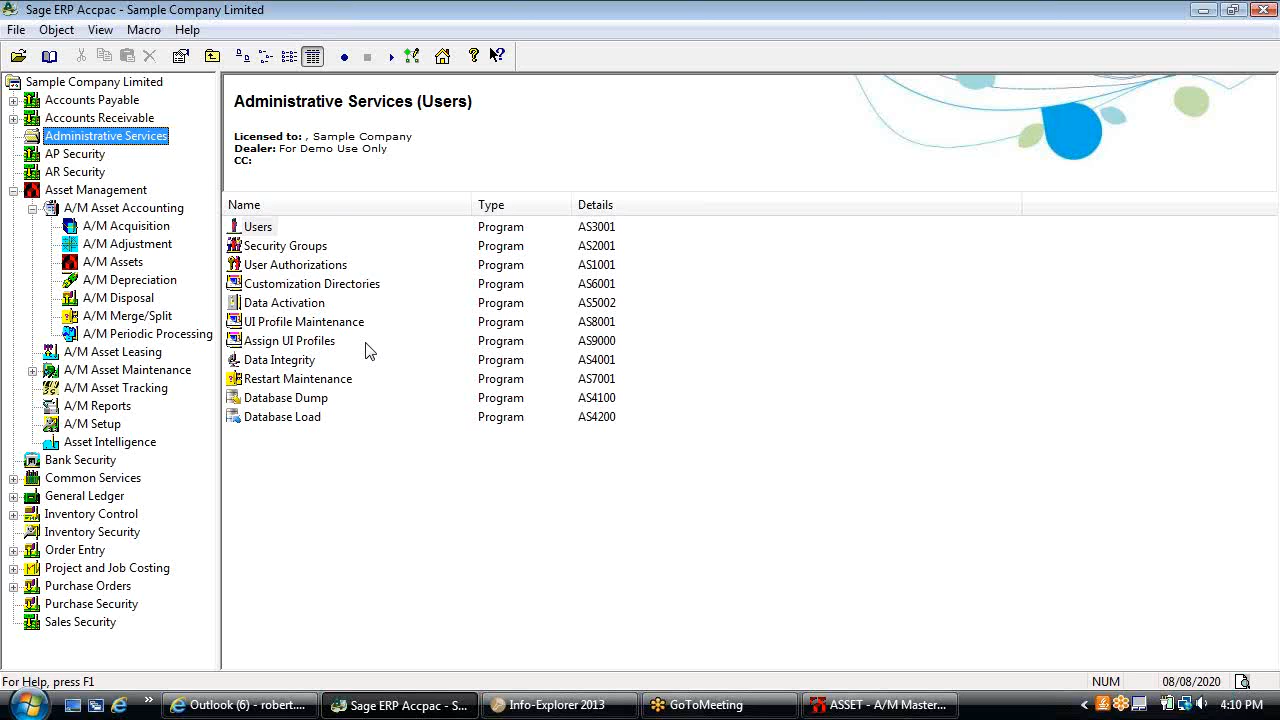 Sage ERP Accpac - Sample Company Limited
File Object View Macro Help
Sample Company Limited
Accounts Payable
Accounts Receivable
Administrative Services
AP Security
AR Security
Asset Management
A/M Asset Accounting
A/M Acquisition
A/M Adjustment
A/M Assets
A/M Depreciation
A/M Disposal
A/M Merge/Split
A/M Periodic Processing
A/M Asset Leasing
A/M Asset Maintenance
A/M Asset Tracking
A/M Reports
A/M Setup
Asset Intelligence
Bank Security
Common Services
General Ledger
Inventory Control
Inventory Security
Order Entry
Project and Job Costing
Purchase Orders
Purchase Security
Sales Security
Administrative Services (Users)
Licensed to: , Sample Company
Dealer: For Demo Use Only
CC:
Name Type Details
Users Program AS3001
Security Groups Program AS2001
User Authorizations Program AS1001
Customization Directories Program AS6001
Data Activation Program AS5002
UI Profile Maintenance Program AS8001
Assign UI Profiles Program AS9000
Data Integrity Program AS4001
Restart Maintenance Program AS7001
Database Dump Program AS4100
Database Load Program AS4200
For Help, press F1 NUM 08/08/2020
Outlook (6) - robert.... Sage ERP Accpac - S... Info-Explorer 2013 GoToMeeting ASSET - A/M Master... 4:10 PM